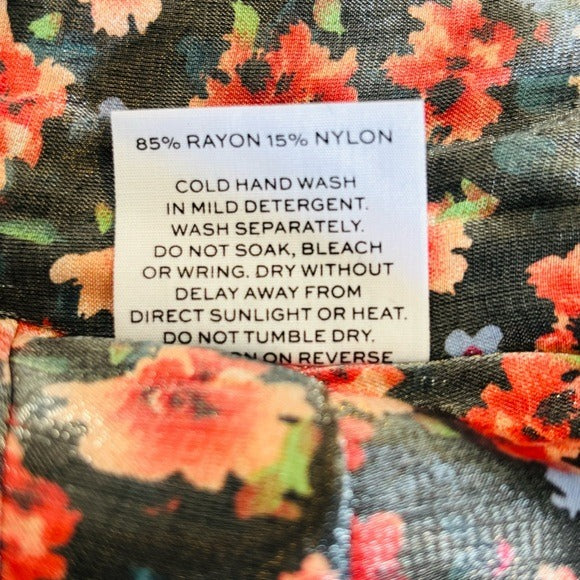 85% RAYON 15% NYLON
COLD HAND WASH
IN MILD DETERGENT.
WASH SEPARATELY.
DO NOT SOAK, BLEACH
OR WRING. DRY WITHOUT
DELAY AWAY FROM
DIRECT SUNLIGHT OR HEAT.
DO NOT TUMBLE DRY.
ON REVERSE